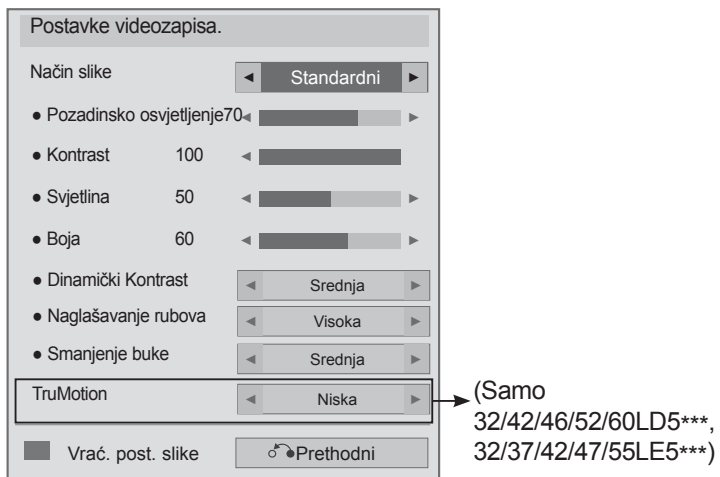 Postavke videozapisa.
Način slike ◄ Standardni ►
● Pozadinsko osvjetljenje70 ◄ ►
● Kontrast 100 ◄
● Svjetlina 50 ◄ ►
● Boja 60 ◄ ►
● Dinamički Kontrast ◄ Srednja ►
● Naglašavanje rubova ◄ Visoka ►
● Smanjenje buke ◄ Srednja ►
TruMotion ◄ Niska ►
(Samo
32/42/46/52/60LD5***,
32/37/42/47/55LE5***)
Vrać. post. slike Prethodni